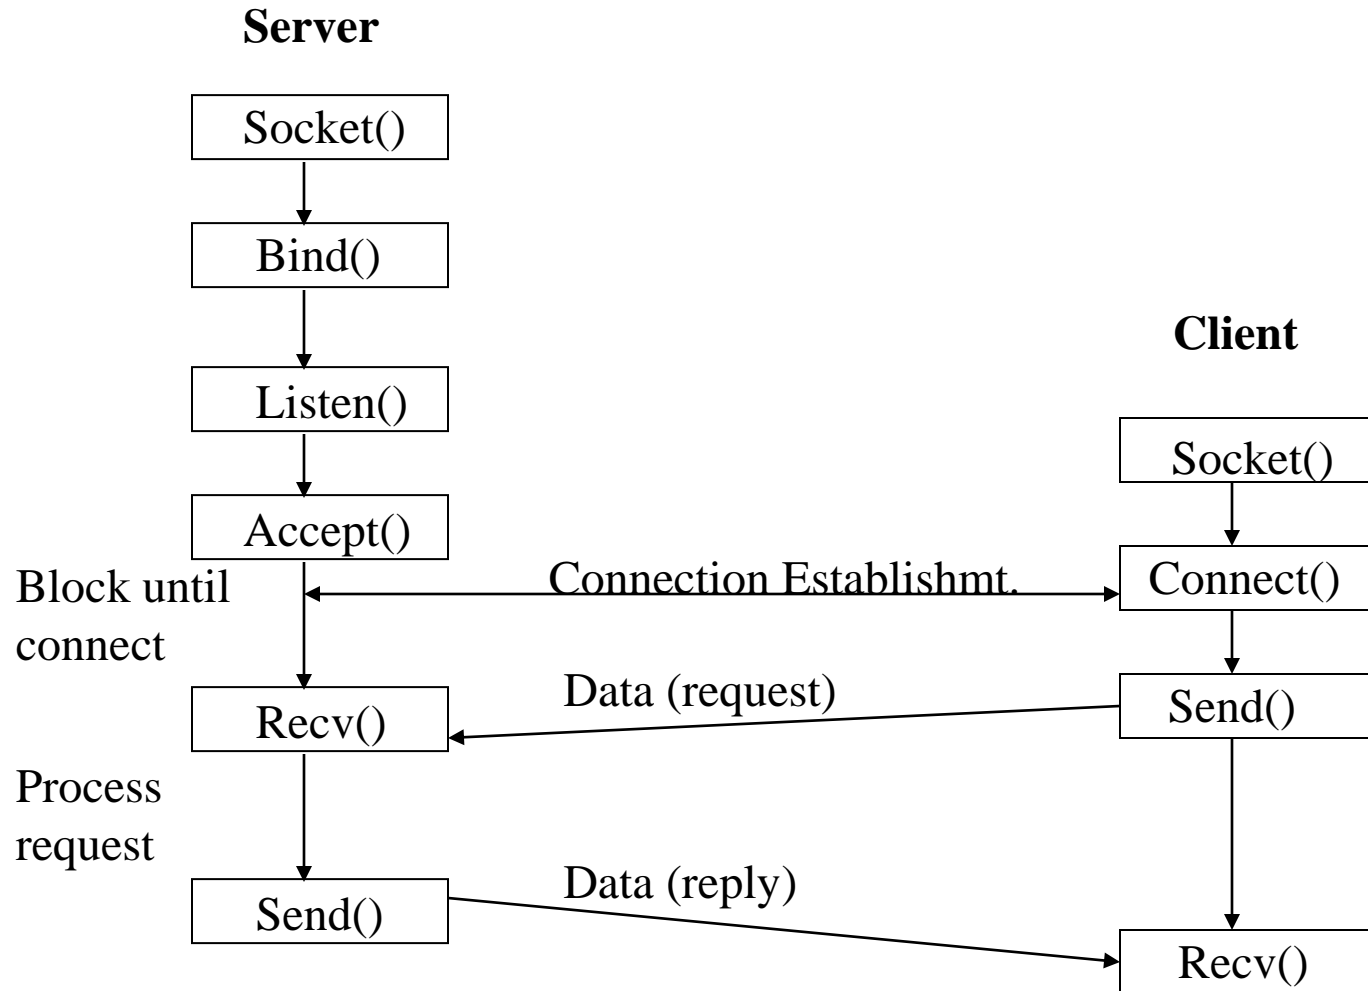 Server
Socket()
Bind()
Client
Listen()
Socket()
Accept()
Block until
connect
Connection Establishmt.
Connect()
Data (request)
Recv()
Send()
Process
request
Data (reply)
Send()
Recv()